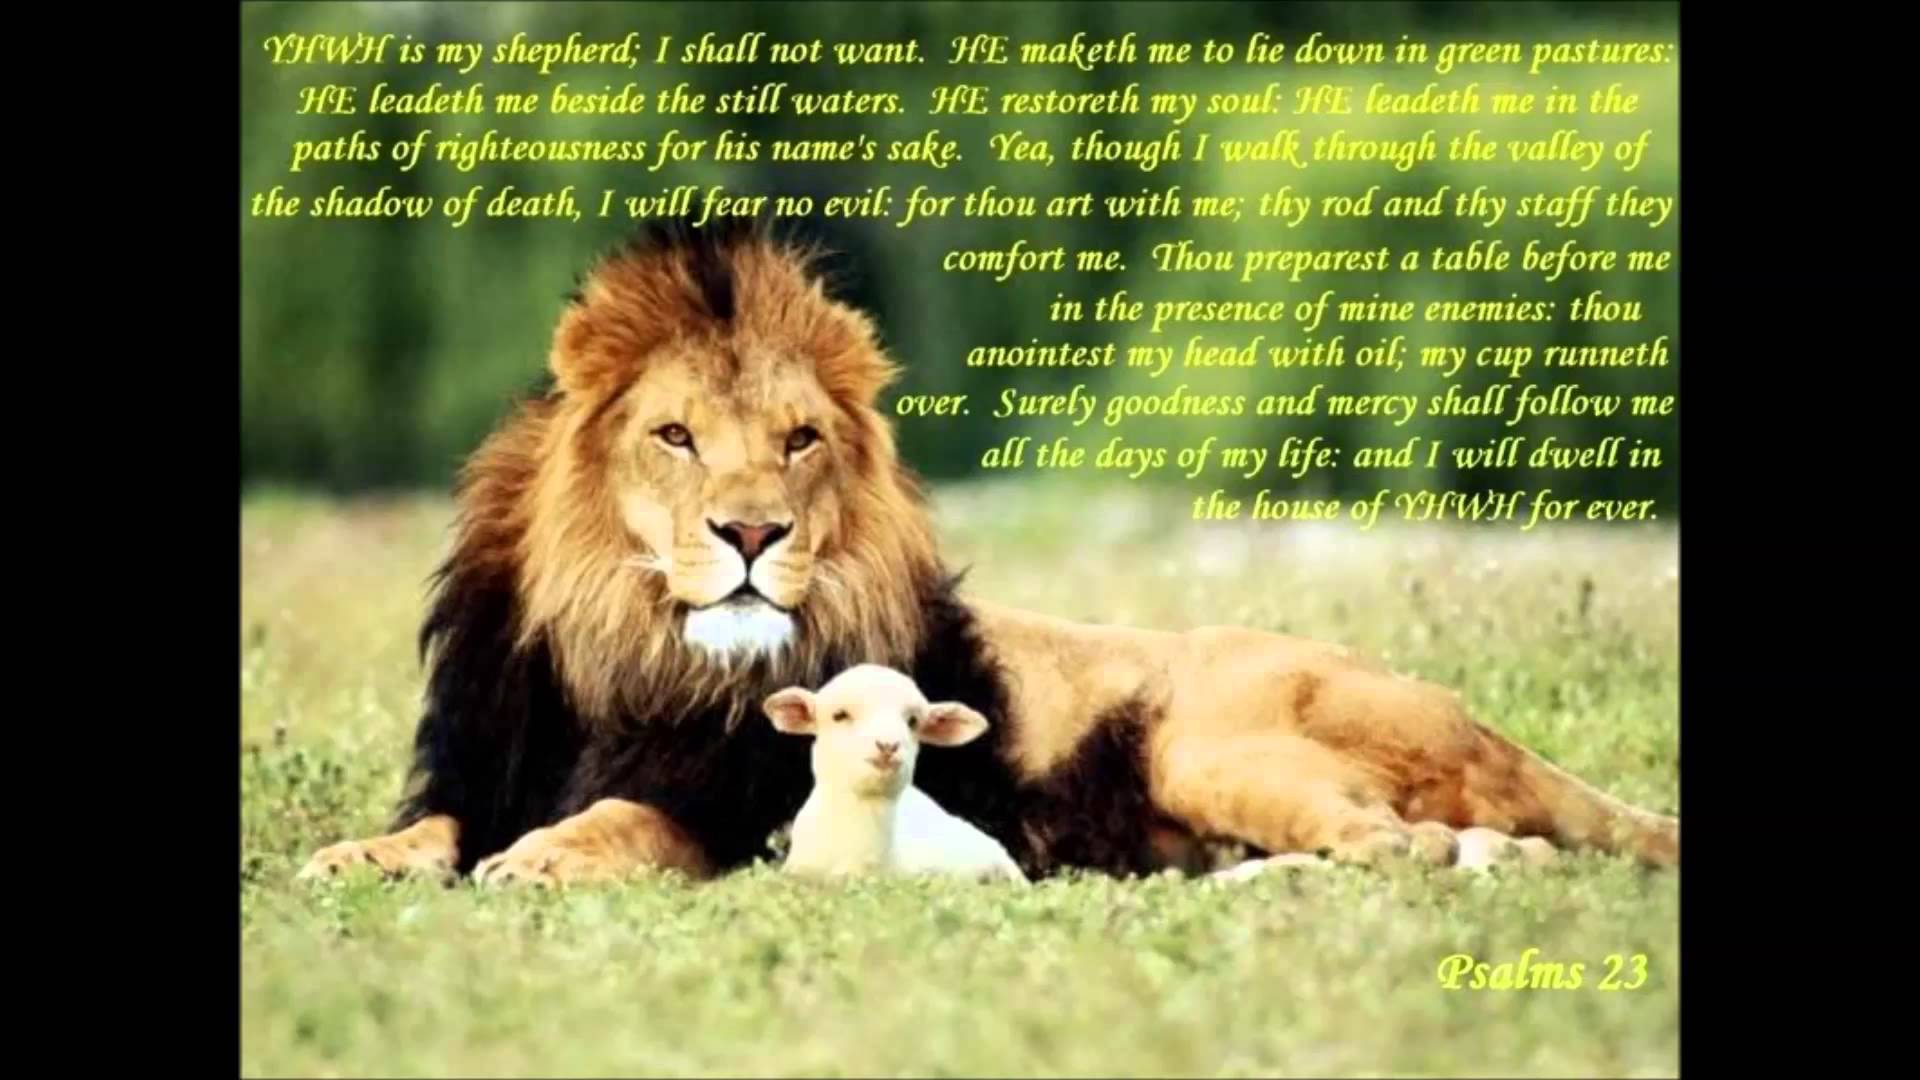 YHWH is my shepherd; I shall not want. HE maketh me to lie down in green pastures:
HE leadeth me beside the still waters. HE restoreth my soul: HE leadeth me in the
paths of righteousness for his name's sake. Yea, though I walk through the valley of
the shadow of death, I will fear no evil: for thou art with me; thy rod and thy staff they
comfort me. Thou preparest a table before me
in the presence of mine enemies: thou
anointest my head with oil; my cup runneth
over. Surely goodness and mercy shall follow me
all the days of my life: and I will dwell in
the house of YHWH for ever.
Psalms 23